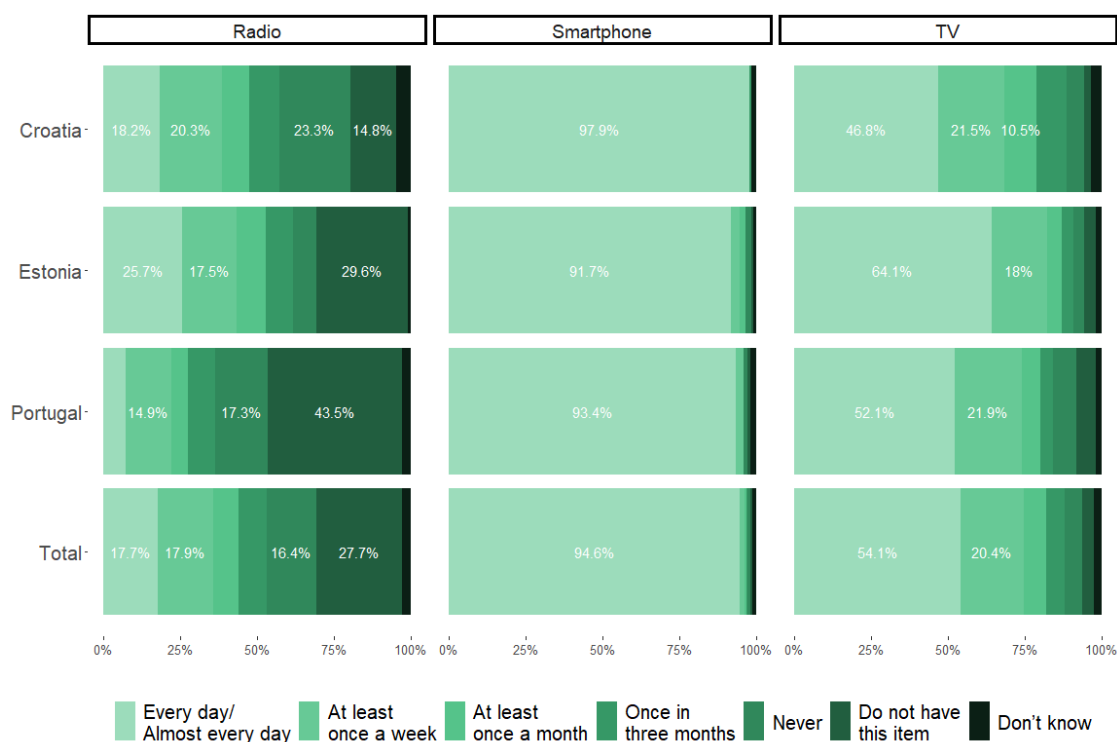 Radio
Smartphone
TV
Croatia
18.2% 20.3% 23.3% 14.8%
97.9%
46.8% 21.5% 10.5%
Estonia
25.7% 17.5% 29.6%
91.7%
64.1% 18%
Portugal
14.9% 17.3% 43.5%
93.4%
52.1% 21.9%
Total
17.7% 17.9% 16.4% 27.7%
94.6%
54.1% 20.4%
0% 25% 50% 75% 100%
0% 25% 50% 75% 100%
0% 25% 50% 75% 100%
Every day/
Almost every day
At least
once a week
At least
once a month
Once in
three months
Never
Do not have
this item
Don't know